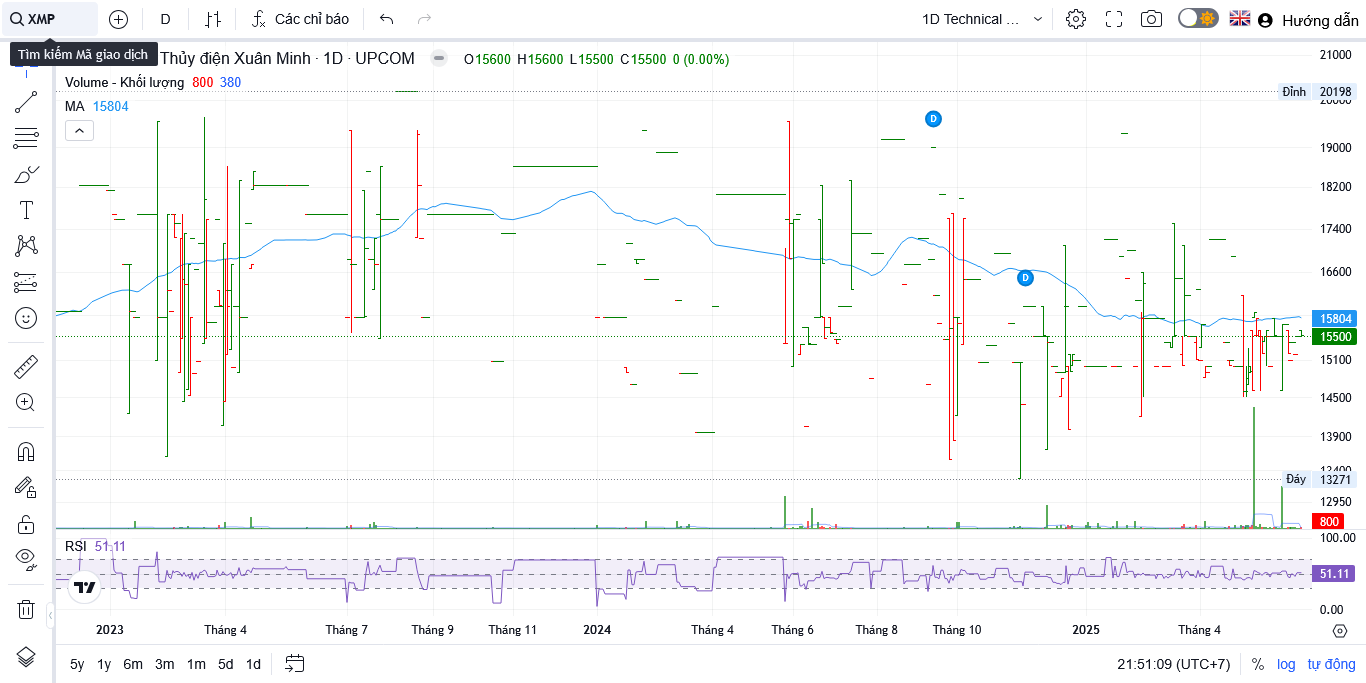 XMP
D
Các chỉ báo
1D Technical ...
Hướng dẫn
Tìm kiếm Mã giao dịch
Thủy điện Xuân Minh · 1D · UPCOM
O15600 H15600 L15500 C15500 0 (0.00%)
Volume - Khối lượng 800 380
MA 15804
21000
Đỉnh 20198
20000
19000
18200
17400
16600
15804
15500
15100
14500
13900
13400
Đáy 13271
12950
800
D
D
RSI 51.11
100.00
51.11
0.00
2023 Tháng 4 Tháng 7 Tháng 9 Tháng 11 2024 Tháng 4 Tháng 6 Tháng 8 Tháng 10 2025 Tháng 4
5y 1y 6m 3m 1m 5d 1d
21:51:09 (UTC+7) % log tự động